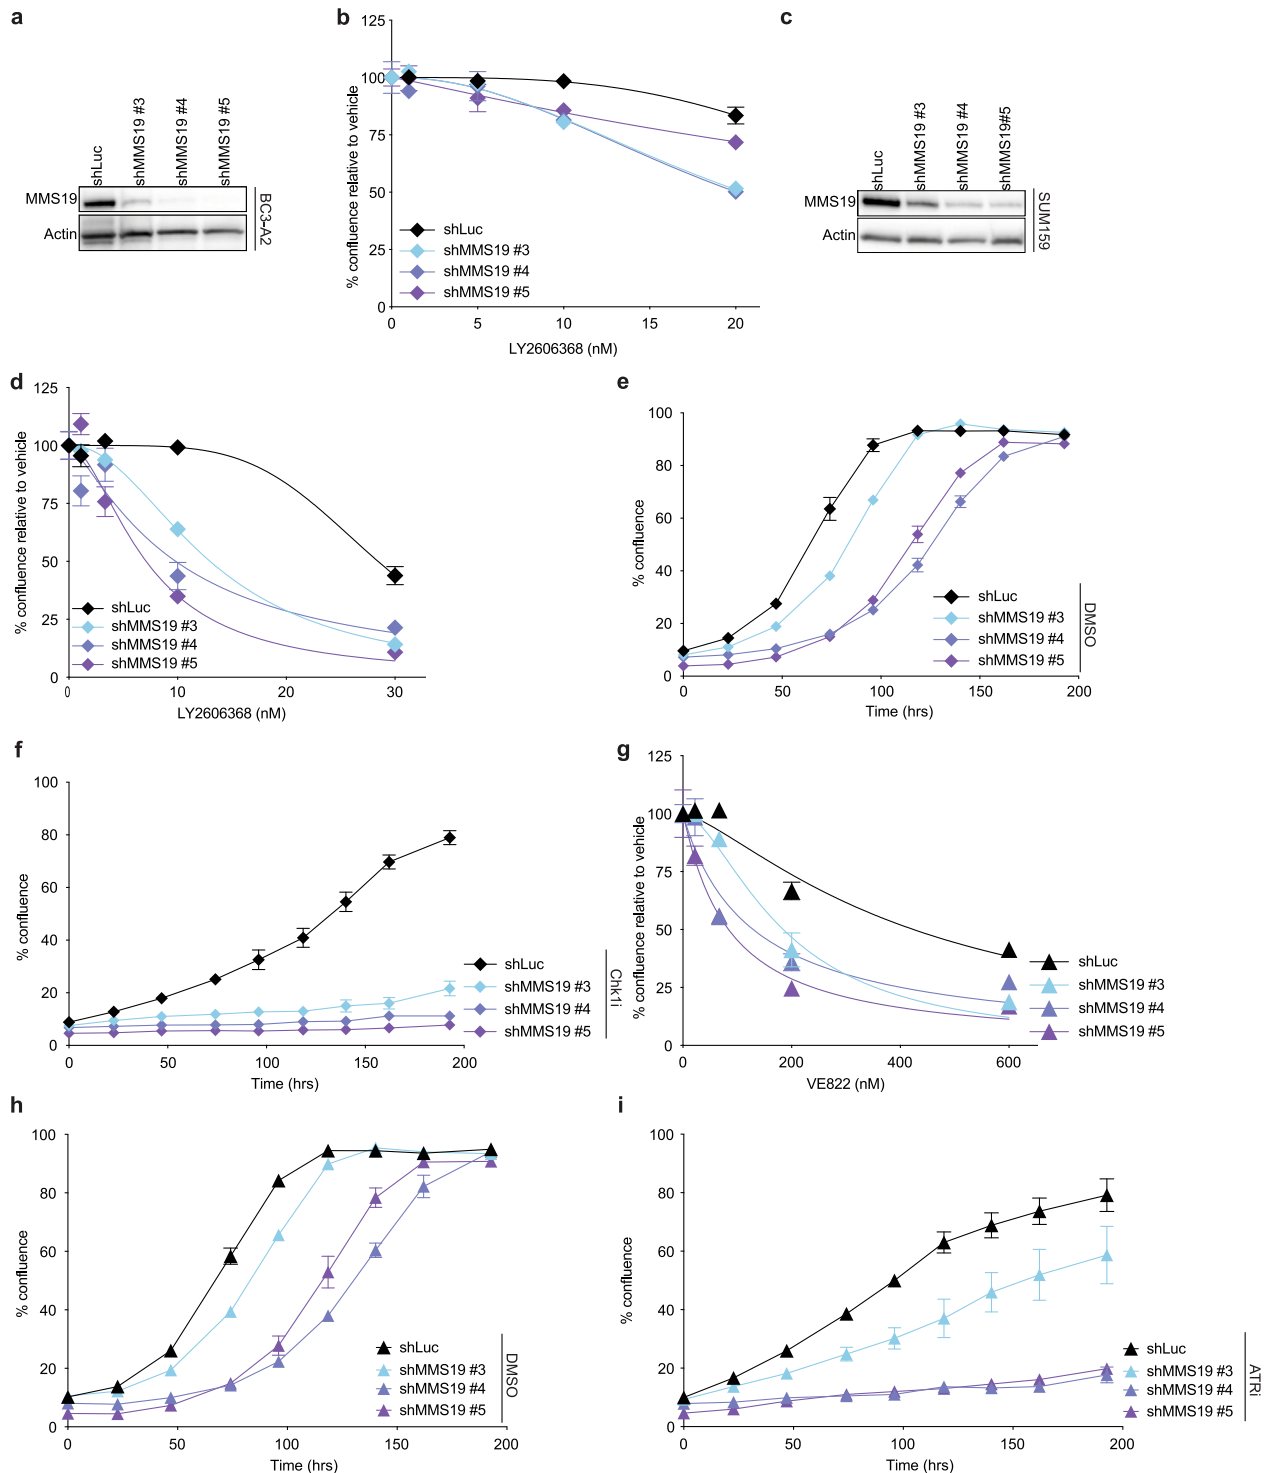 a
shLuc
shMMS19 #3
shMMS19 #4
shMMS19 #5
MMS19
Actin
BC3-A2
b
% confluence relative to vehicle
125
100
75
50
25
0
0 5 10 15 20
LY2606368 (nM)
shLuc
shMMS19 #3
shMMS19 #4
shMMS19 #5
c
shLuc
shMMS19 #3
shMMS19 #4
shMMS19#5
MMS19
Actin
SUM159
d
% confluence relative to vehicle
125
100
75
50
25
0
0 10 20 30
LY2606368 (nM)
shLuc
shMMS19 #3
shMMS19 #4
shMMS19 #5
e
% confluence
100
80
60
40
20
0
0 50 100 150 200
Time (hrs)
shLuc
shMMS19 #3
shMMS19 #4
shMMS19 #5
DMSO
f
% confluence
100
80
60
40
20
0
0 50 100 150 200
Time (hrs)
shLuc
shMMS19 #3
shMMS19 #4
shMMS19 #5
Chk1i
g
% confluence relative to vehicle
125
100
75
50
25
0
0 200 400 600
VE822 (nM)
shLuc
shMMS19 #3
shMMS19 #4
shMMS19 #5
h
% confluence
100
80
60
40
20
0
0 50 100 150 200
Time (hrs)
shLuc
shMMS19 #3
shMMS19 #4
shMMS19 #5
DMSO
i
% confluence
100
80
60
40
20
0
0 50 100 150 200
Time (hrs)
shLuc
shMMS19 #3
shMMS19 #4
shMMS19 #5
ATRi